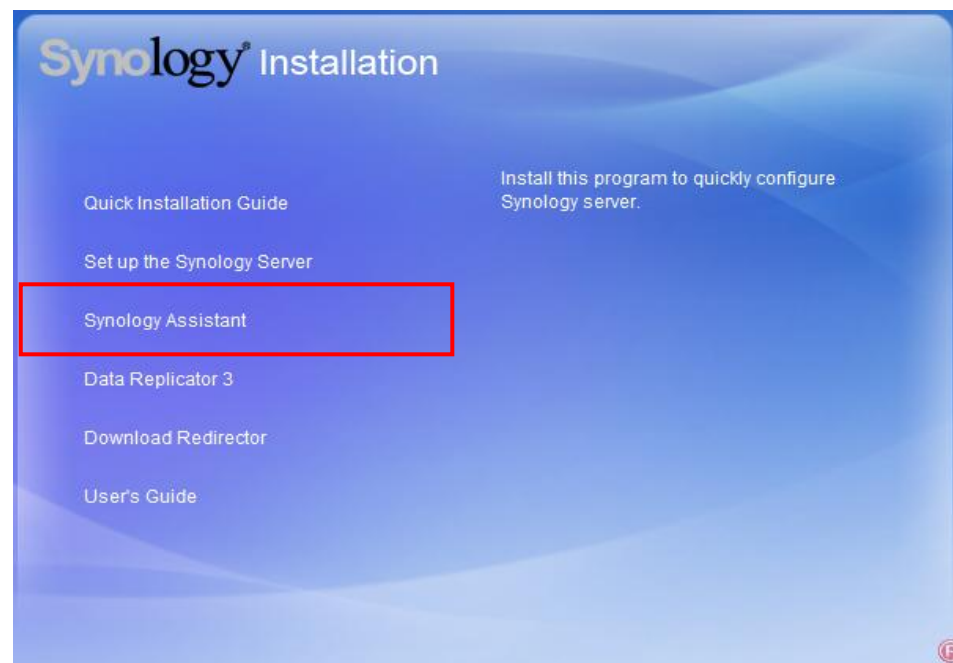 Synology Installation
Quick Installation Guide
Set up the Synology Server
Synology Assistant
Data Replicator 3
Download Redirector
User's Guide
Install this program to quickly configure
Synology server.